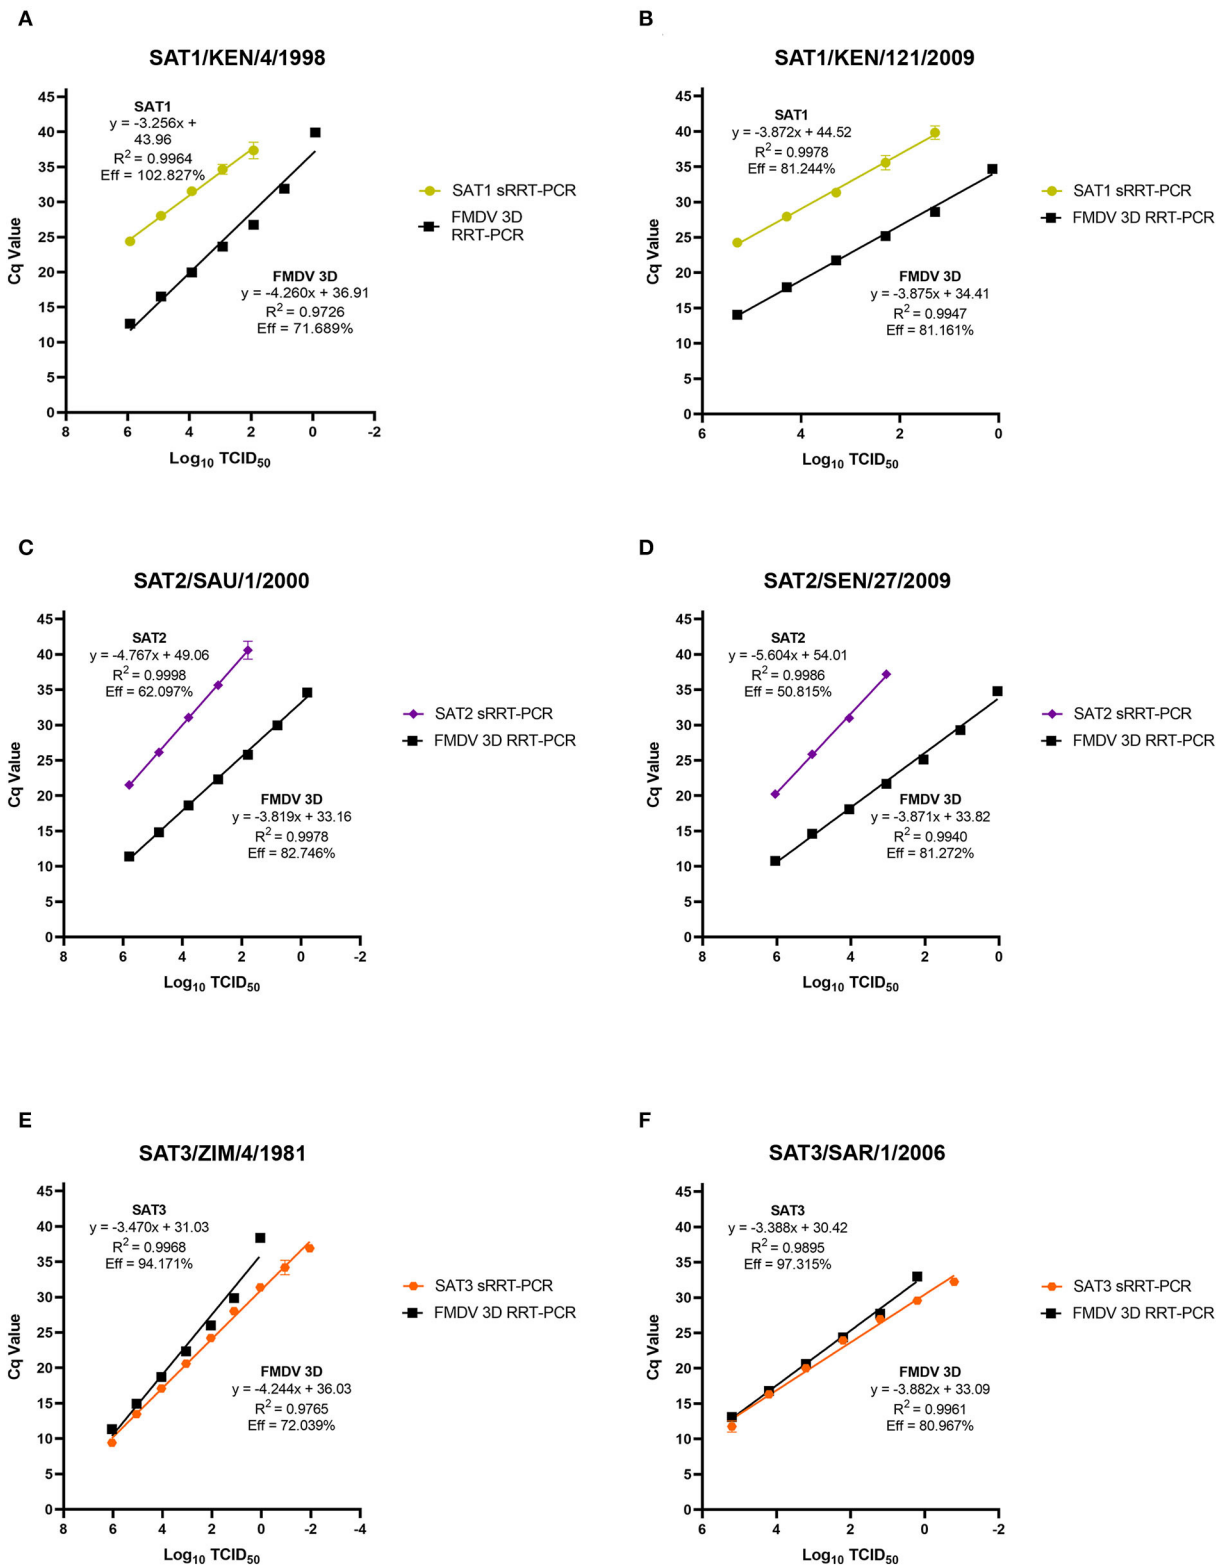 A
SAT1/KEN/4/1998
SAT1
y = -3.256x +
43.96
R2 = 0.9964
Eff = 102.827%
FMDV 3D
y = -4.260x + 36.91
R2 = 0.9726
Eff = 71.689%
45
40
35
30
25
20
15
10
5
0
Cq Value
8 6 4 2 0 -2
Log10 TCID50
SAT1 sRRT-PCR
FMDV 3D
RRT-PCR
B
SAT1/KEN/121/2009
SAT1
y = -3.872x + 44.52
R2 = 0.9978
Eff = 81.244%
FMDV 3D
y = -3.875x + 34.41
R2 = 0.9947
Eff = 81.161%
45
40
35
30
25
20
15
10
5
0
Cq Value
6 4 2 0
Log10 TCID50
SAT1 sRRT-PCR
FMDV 3D RRT-PCR
C
SAT2/SAU/1/2000
SAT2
y = -4.767x + 49.06
R2 = 0.9998
Eff = 62.097%
FMDV 3D
y = -3.819x + 33.16
R2 = 0.9978
Eff = 82.746%
45
40
35
30
25
20
15
10
5
0
Cq Value
8 6 4 2 0 -2
Log10 TCID50
SAT2 sRRT-PCR
FMDV 3D RRT-PCR
D
SAT2/SEN/27/2009
SAT2
y = -5.604x + 54.01
R2 = 0.9986
Eff = 50.815%
FMDV 3D
y = -3.871x + 33.82
R2 = 0.9940
Eff = 81.272%
45
40
35
30
25
20
15
10
5
0
Cq Value
8 6 4 2 0
Log10 TCID50
SAT2 sRRT-PCR
FMDV 3D RRT-PCR
E
SAT3/ZIM/4/1981
SAT3
y = -3.470x + 31.03
R2 = 0.9968
Eff = 94.171%
FMDV 3D
y = -4.244x + 36.03
R2 = 0.9765
Eff = 72.039%
45
40
35
30
25
20
15
10
5
0
Cq Value
8 6 4 2 0 -2 -4
Log10 TCID50
SAT3 sRRT-PCR
FMDV 3D RRT-PCR
F
SAT3/SAR/1/2006
SAT3
y = -3.388x + 30.42
R2 = 0.9895
Eff = 97.315%
FMDV 3D
y = -3.882x + 33.09
R2 = 0.9961
Eff = 80.967%
45
40
35
30
25
20
15
10
5
0
Cq Value
6 4 2 0 -2
Log10 TCID50
SAT3 sRRT-PCR
FMDV 3D RRT-PCR